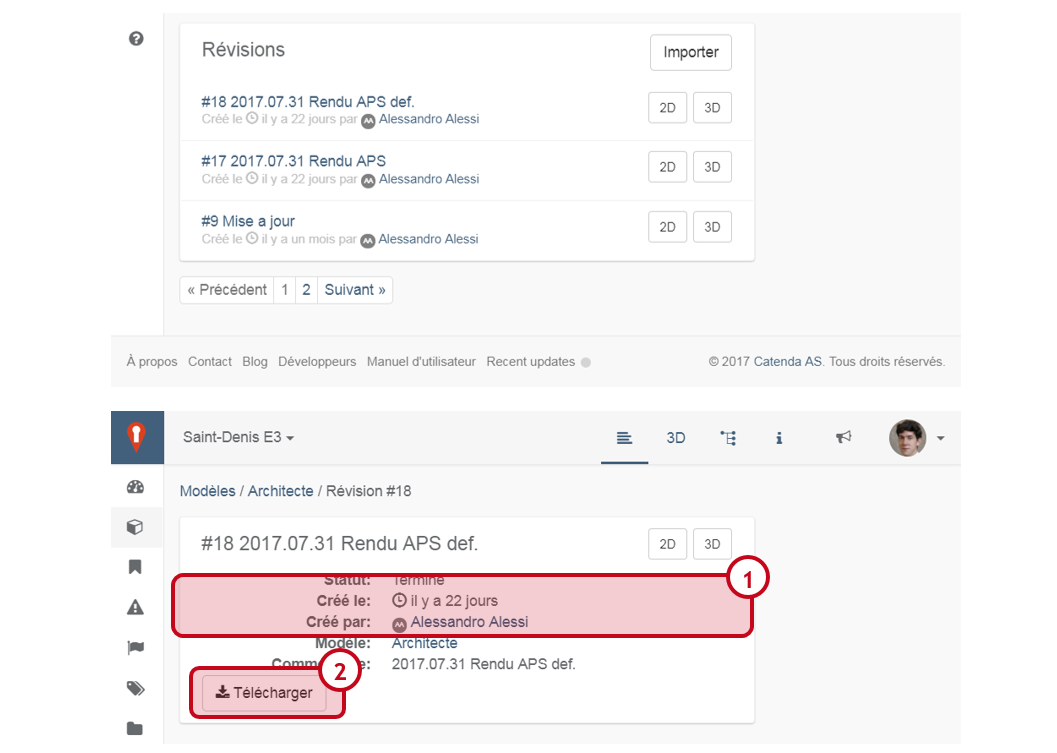 Révisions
Importer
#18 2017.07.31 Rendu APS def.
2D 3D
Créé le il y a 22 jours par Alessandro Alessi
#17 2017.07.31 Rendu APS
2D 3D
Créé le il y a 22 jours par Alessandro Alessi
#9 Mise a jour
2D 3D
Créé le il y a un mois par Alessandro Alessi
« Précédent 1 2 Suivant »
À propos Contact Blog Développeurs Manuel d'utilisateur Recent updates © 2017 Catenda AS. Tous droits réservés.
Saint-Denis E3 3D
Modèles / Architecte / Révision #18
#18 2017.07.31 Rendu APS def. 2D 3D
1
Statut: Terminé
Créé le: il y a 22 jours
Créé par: Alessandro Alessi
Modèle: Architecte
2017.07.31 Rendu APS def.
2
Télécharger